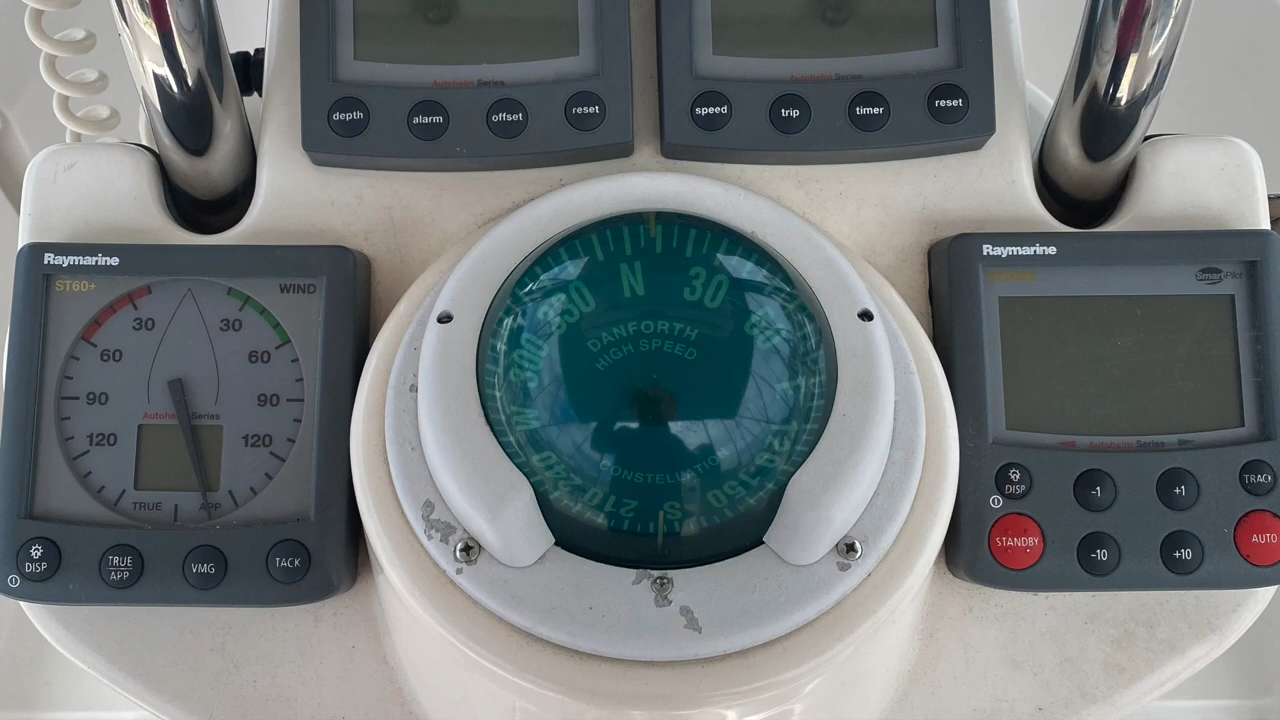 Autohelm Series
depth
alarm
offset
reset
Autohelm Series
speed
trip
timer
reset
Raymarine
ST60+
WIND
30
30
60
60
90
90
120
120
Autohelm Series
TRUE
APP
DISP
TRUE
APP
VMG
TACK
N
30
330
300
W
240
210
S
150
120
DANFORTH
HIGH SPEED
CONSTELLATION
Raymarine
SmartPilot
Autohelm Series
DISP
-1
+1
TRACK
STANDBY
-10
+10
AUTO